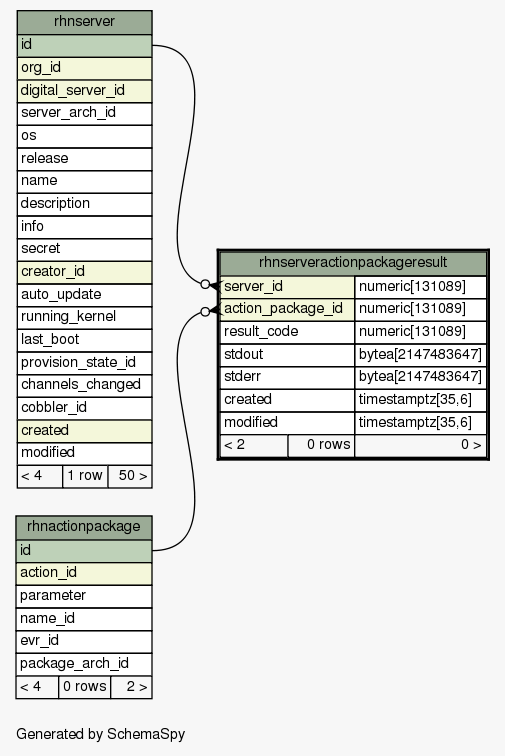 rhnserver
id
org_id
digital_server_id
server_arch_id
os
release
name
description
info
secret
creator_id
auto_update
running_kernel
last_boot
provision_state_id
channels_changed
cobbler_id
created
modified
< 4 1 row 50 >
rhnserveractionpackageresult
server_id numeric[131089]
action_package_id numeric[131089]
result_code numeric[131089]
stdout bytea[2147483647]
stderr bytea[2147483647]
created timestamptz[35,6]
modified timestamptz[35,6]
< 2 0 rows 0 >
rhnactionpackage
id
action_id
parameter
name_id
evr_id
package_arch_id
< 4 0 rows 2 >
Generated by SchemaSpy